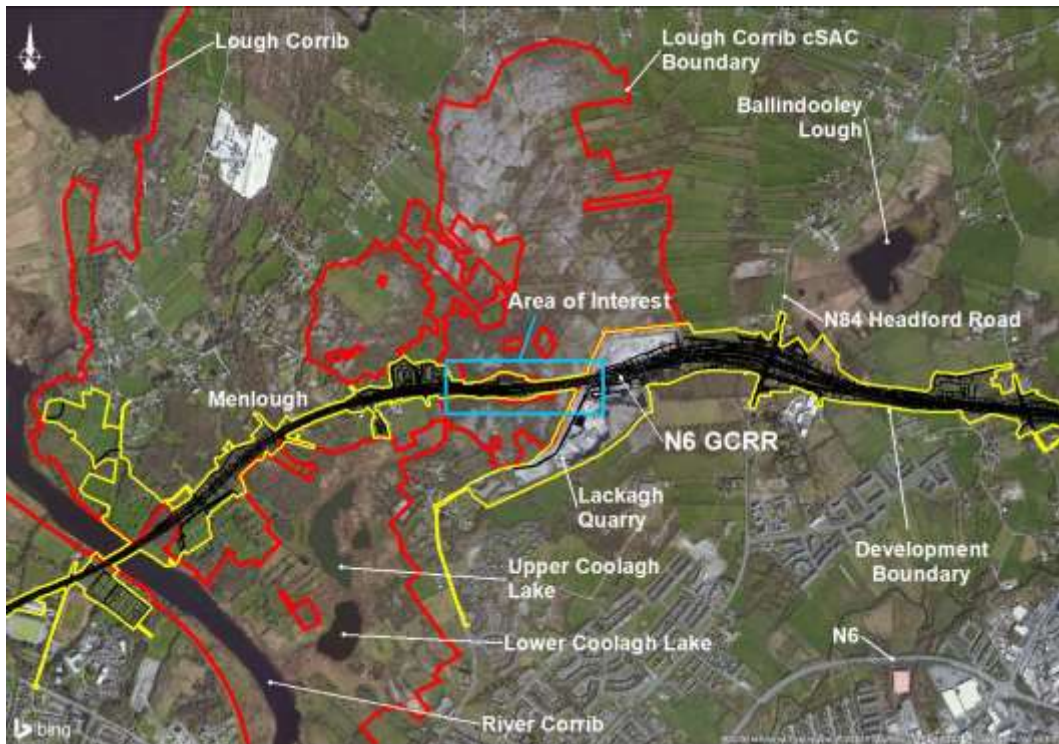 Lough Corrib
Lough Corrib cSAC
Boundary
Ballindooley
Lough
Area of Interest
N84 Headford Road
Menlough
N6 GCRR
Lackagh
Quarry
Development
Boundary
Upper Coolagh
Lake
Lower Coolagh Lake
N6
River Corrib
bing